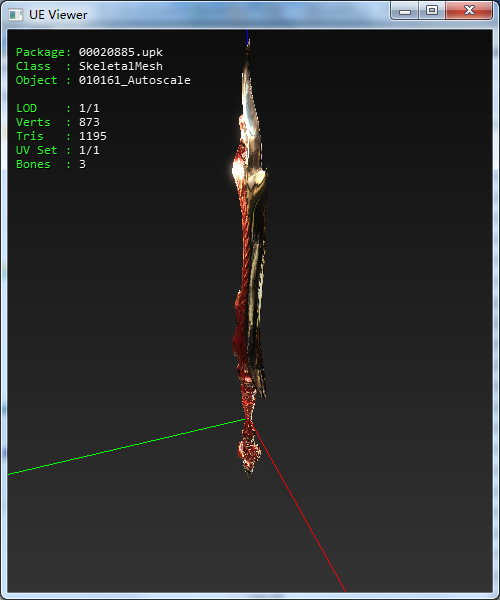 UE Viewer
Package: 00020885.upk
Class : SkeletalMesh
Object : 010161_Autoscale
LOD : 1/1
Verts : 873
Tris : 1195
UV Set : 1/1
Bones : 3